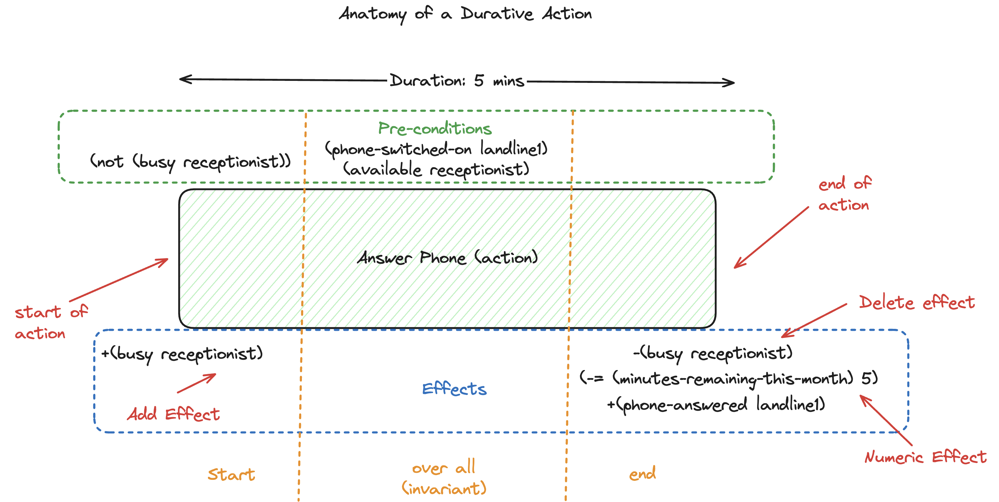 Anatomy of a Durative Action
Duration: 5 mins
Pre-conditions
(not (busy receptionist))
(phone-switched-on landline1)
(available receptionist)
end of
action
Answer Phone (action)
start of
action
Delete effect
+(busy receptionist)
Add Effect
Effects
-(busy receptionist)
(-= (minutes-remaining-this-month) 5)
+(phone-answered landline1)
Numeric Effect
Start
over all
(invariant)
end